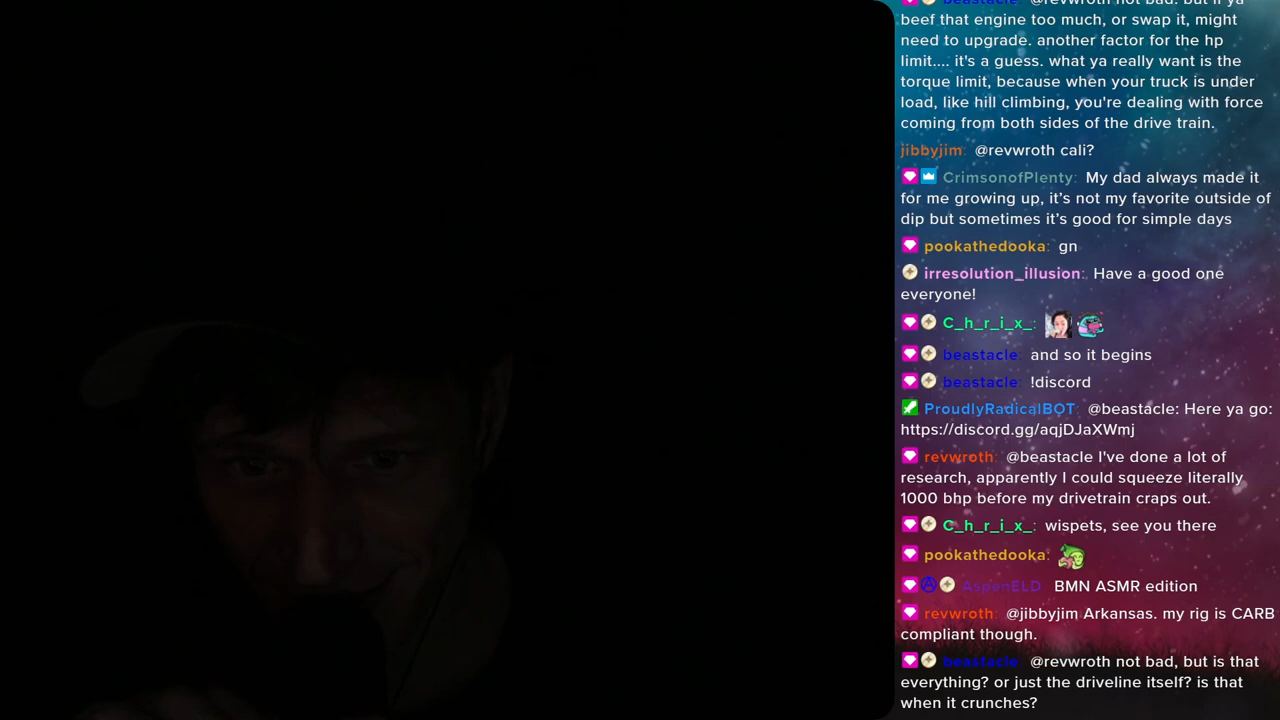 beastacle: @revwroth not bad. but if ya
beef that engine too much, or swap it, might
need to upgrade. another factor for the hp
limit.... it's a guess. what ya really want is the
torque limit, because when your truck is under
load, like hill climbing, you're dealing with force
coming from both sides of the drive train.
jibbyjim: @revwroth cali?
CrimsonofPlenty: My dad always made it
for me growing up, it’s not my favorite outside of
dip but sometimes it’s good for simple days
pookathedooka: gn
irresolution_illusion: Have a good one
everyone!
C_h_r_i_x_:
beastacle: and so it begins
beastacle: !discord
ProudlyRadicalBOT: @beastacle: Here ya go:
https://discord.gg/aqjDJaXWmj
revwroth: @beastacle I've done a lot of
research, apparently I could squeeze literally
1000 bhp before my drivetrain craps out.
C_h_r_i_x_: wispets, see you there
pookathedooka:
AspenELD: BMN ASMR edition
revwroth: @jibbyjim Arkansas. my rig is CARB
compliant though.
beastacle: @revwroth not bad, but is that
everything? or just the driveline itself? is that
when it crunches?